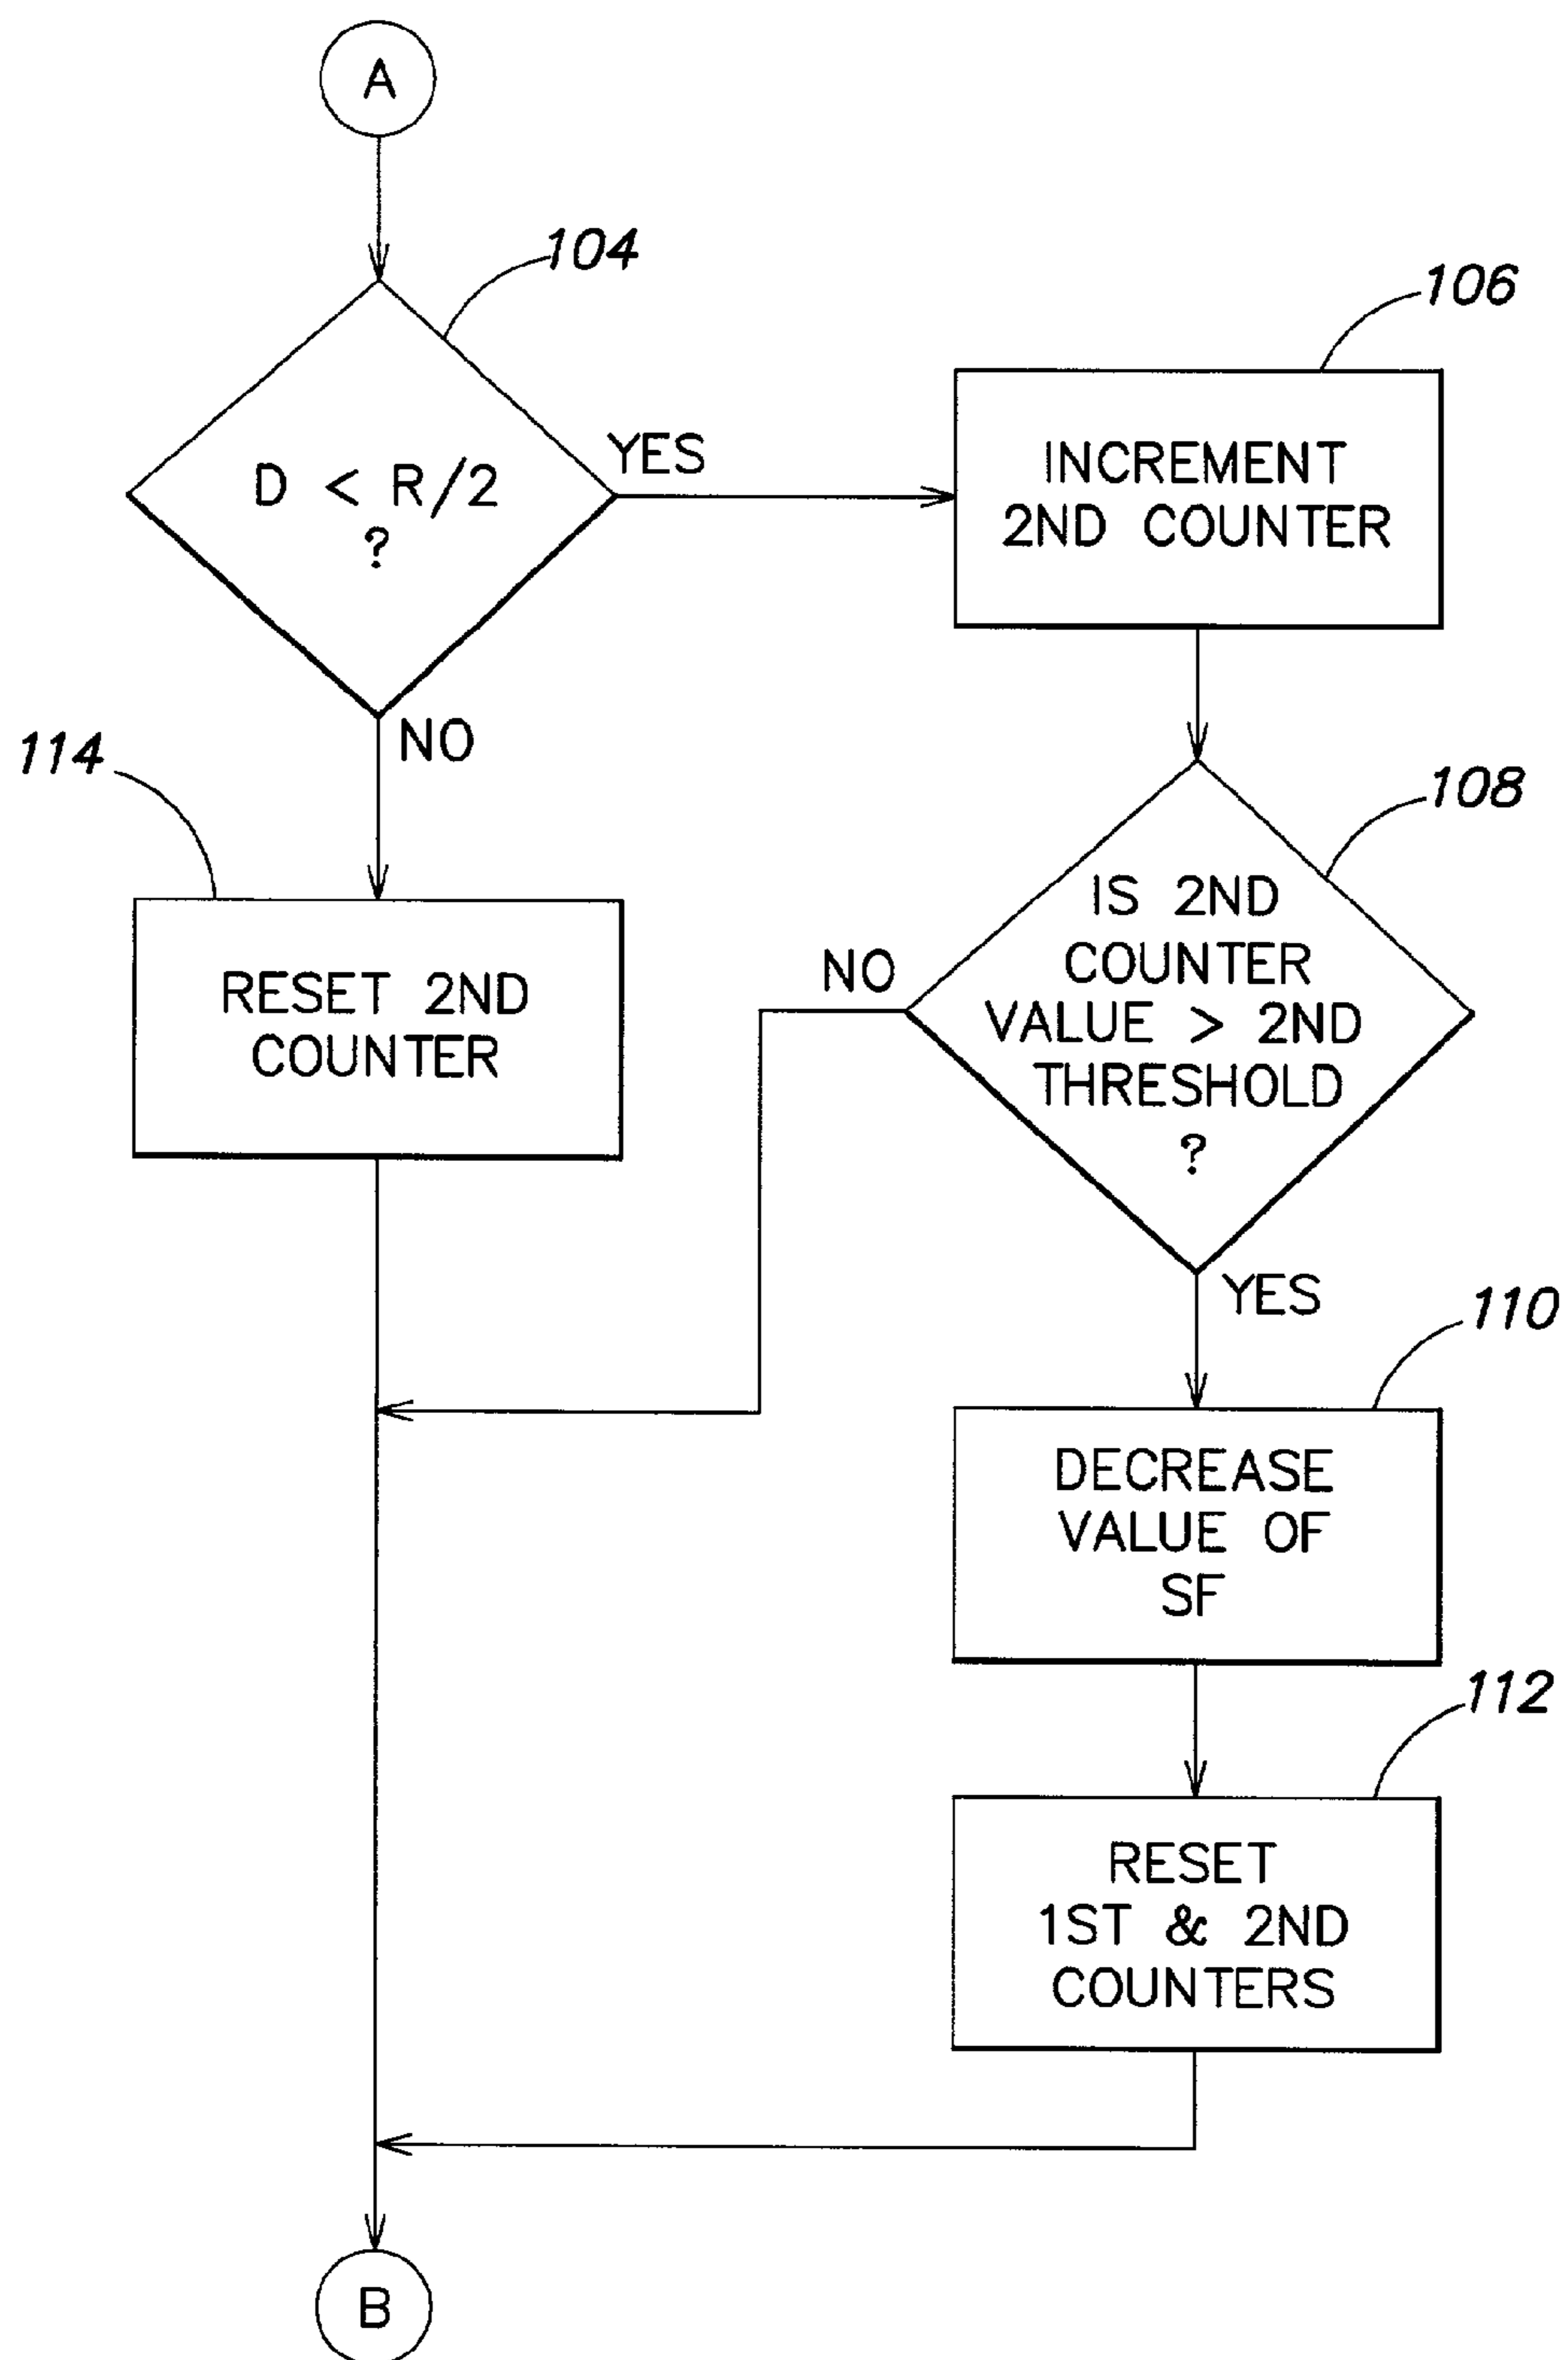 A
104
D < R/2
?
YES
106
INCREMENT
2ND COUNTER
NO
114
RESET 2ND
COUNTER
108
IS 2ND
COUNTER
VALUE > 2ND
THRESHOLD
?
NO
YES
110
DECREASE
VALUE OF
SF
112
RESET
1ST & 2ND
COUNTERS
B